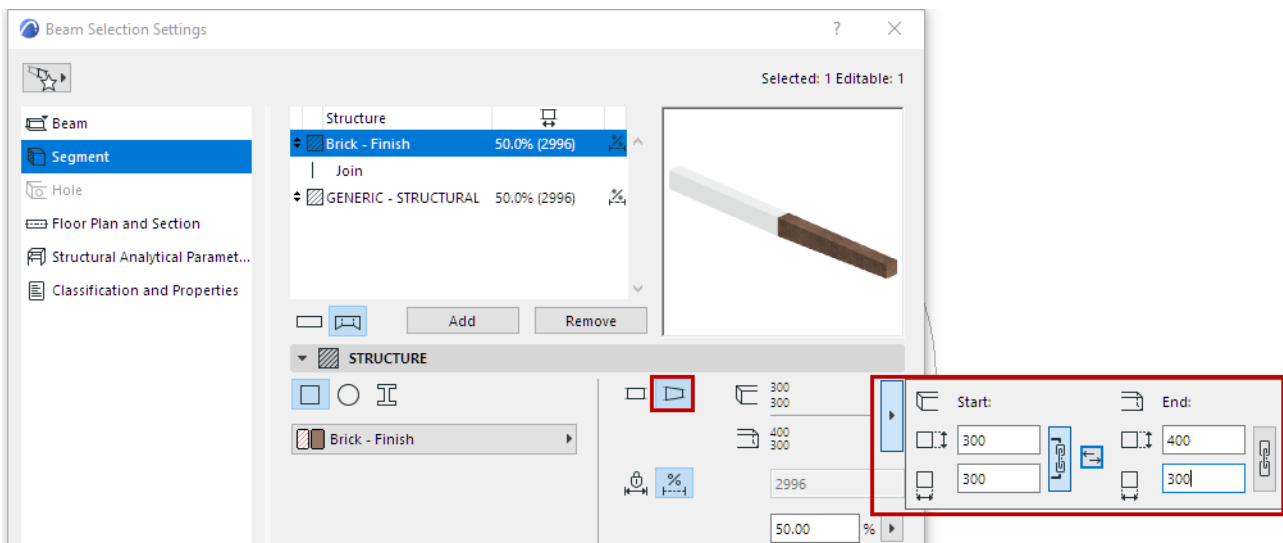 Beam Selection Settings ?
Selected: 1 Editable: 1
Beam
Segment
Hole
Floor Plan and Section
Structural Analytical Paramet...
Classification and Properties
Structure
Brick - Finish 50.0% (2996) %
Join
GENERIC - STRUCTURAL 50.0% (2996) %
Add Remove
STRUCTURE
300
300
400
300
Brick - Finish
%
2996
50.00 %
Start: End:
300 400
300 300